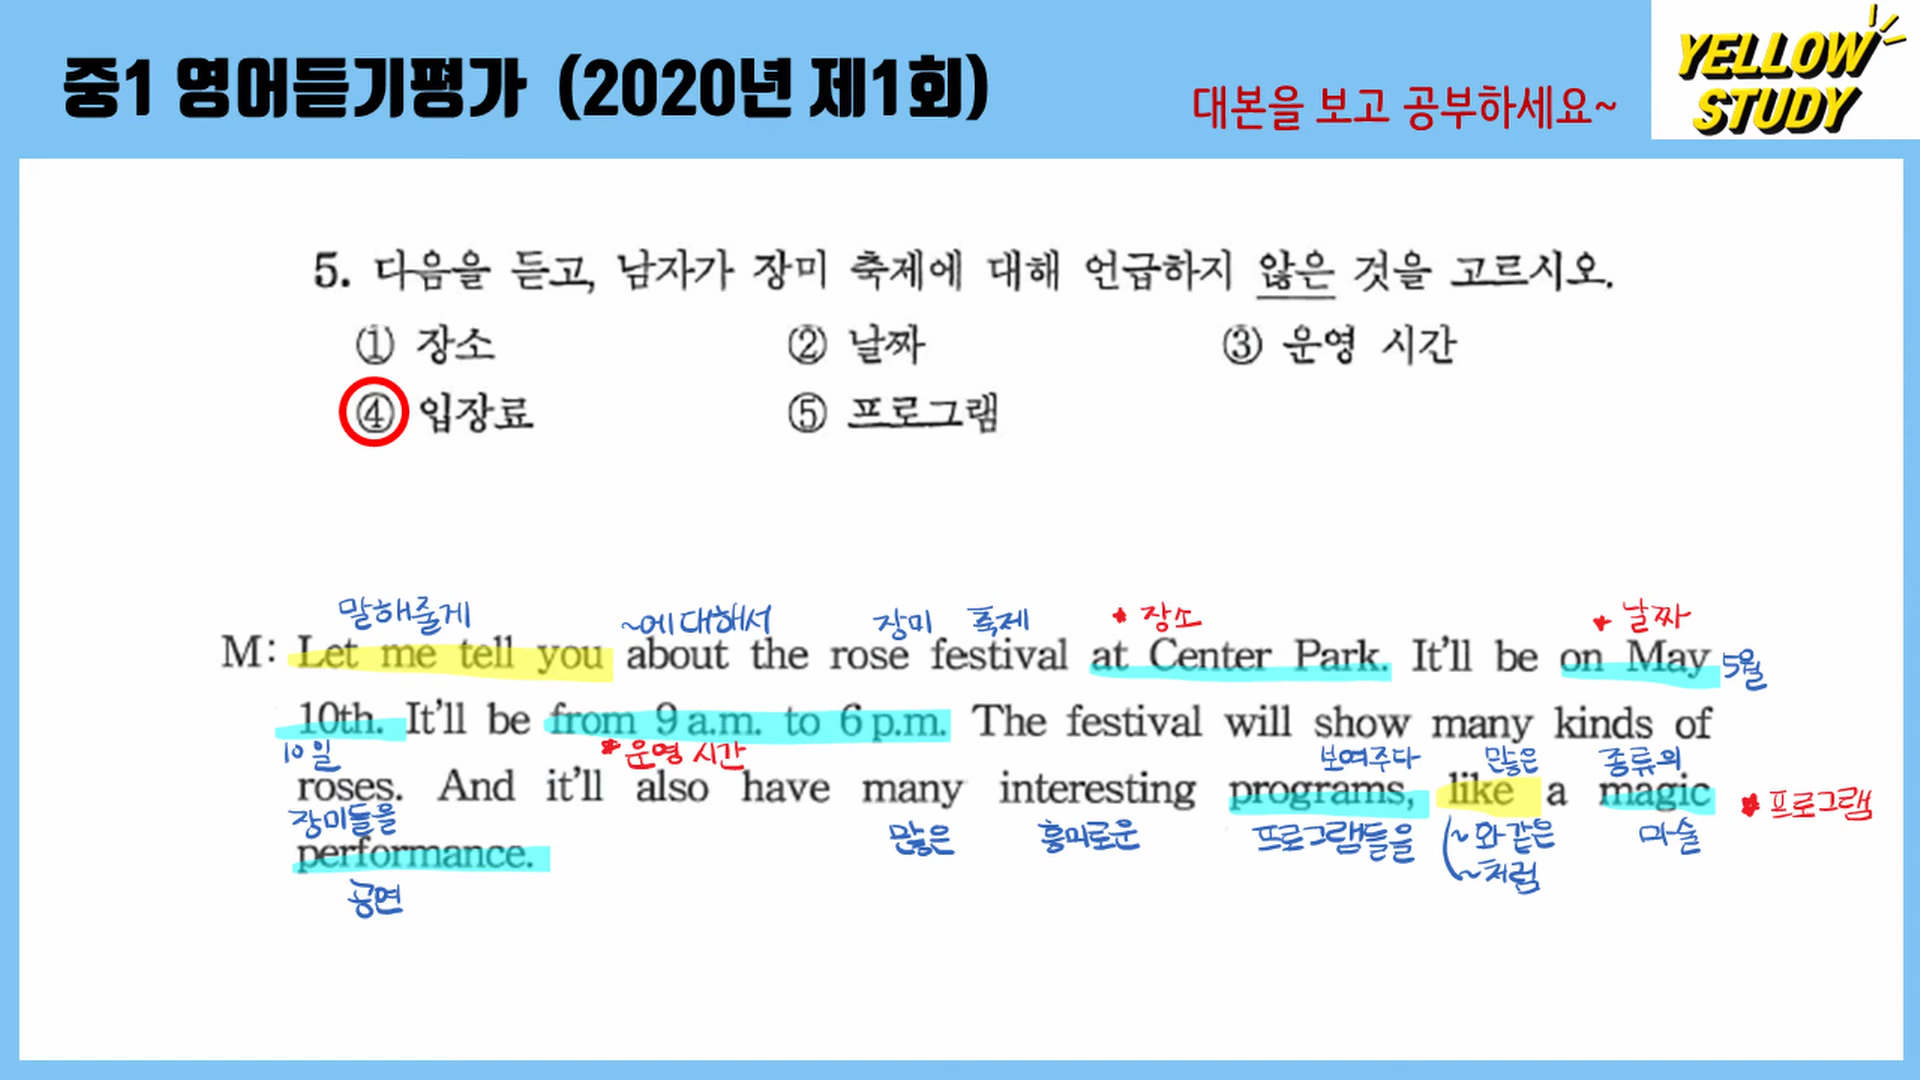 중1 영어듣기평가 (2020년 제1회)
대본을 보고 공부하세요~
YELLOW
STUDY
5. 다음을 듣고, 남자가 장미 축제에 대해 언급하지 않은 것을 고르시오.
① 장소 ② 날짜 ③ 운영 시간
④ 입장료 ⑤ 프로그램
말해줄게 ~에 대해서 장미 축제 장소 날짜
M: Let me tell you about the rose festival at Center Park. It'll be on May 5월
10th. It'll be from 9 a.m. to 6 p.m. The festival will show many kinds of
10일 운영 시간 보여주다 많은 종류의
roses. And it'll also have many interesting programs, like a magic 프로그램
장미들을 많은 흥미로운 프로그램들을 ~와 같은 마술
performance. ~처럼
공연